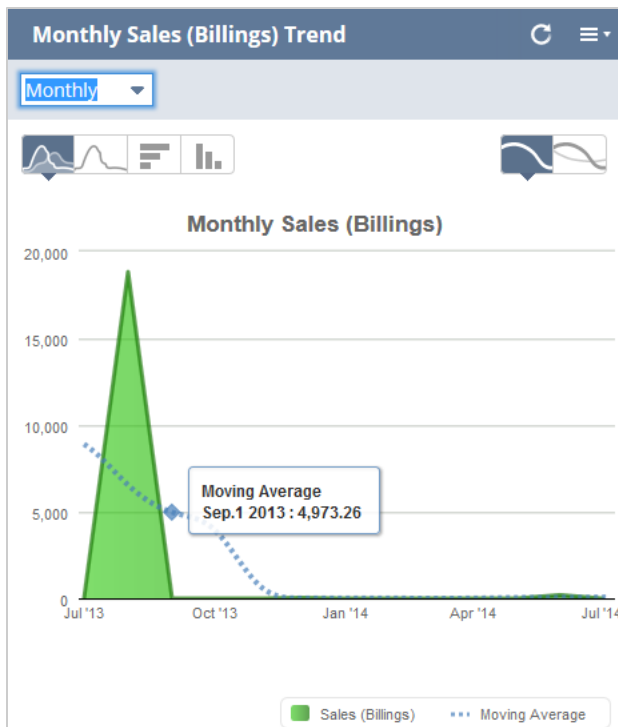 Monthly Sales (Billings) Trend
Monthly
Monthly Sales (Billings)
20,000
15,000
10,000
Moving Average
Sep.1 2013 : 4,973.26
5,000
0
Jul '13 Oct '13 Jan '14 Apr '14 Jul '14
Sales (Billings) Moving Average